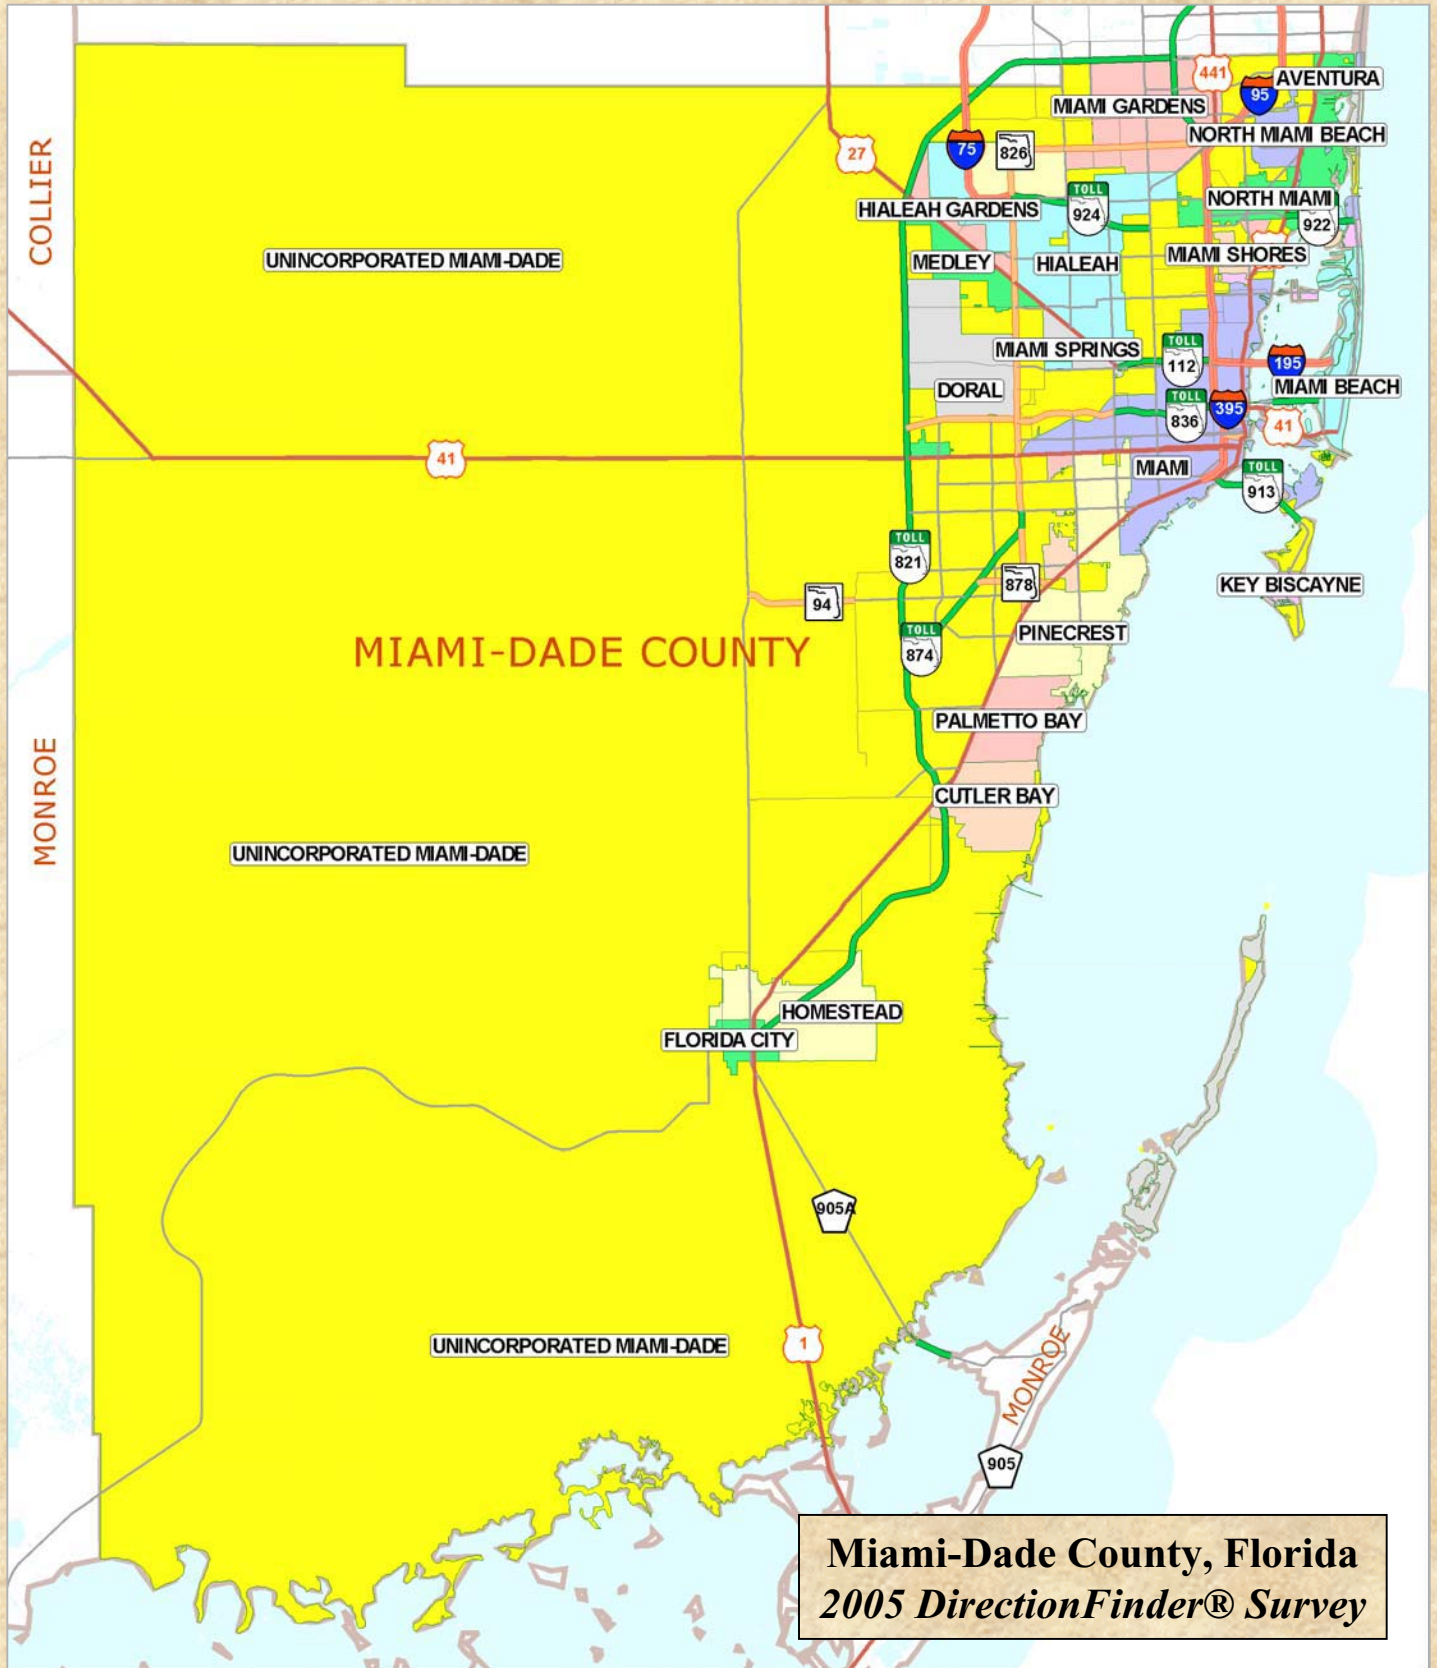 441
AVENTURA
95
MIAMI GARDENS
NORTH MIAMI BEACH
COLLIER
27
75
826
TOLL
924
NORTH MIAMI
922
HIALEAH GARDENS
UNINCORPORATED MIAMI-DADE
MEDLEY
HIALEAH
MIAMI SHORES
MIAMI SPRINGS
TOLL
112
195
DORAL
MIAMI BEACH
TOLL
836
395
41
41
MIAMI
TOLL
913
TOLL
821
94
878
KEY BISCAYNE
TOLL
874
PINECREST
MIAMI-DADE COUNTY
PALMETTO BAY
MONROE
CUTLER BAY
UNINCORPORATED MIAMI-DADE
HOMESTEAD
FLORIDA CITY
905A
UNINCORPORATED MIAMI-DADE
1
MONROE
905
Miami-Dade County, Florida
2005 DirectionFinder® Survey